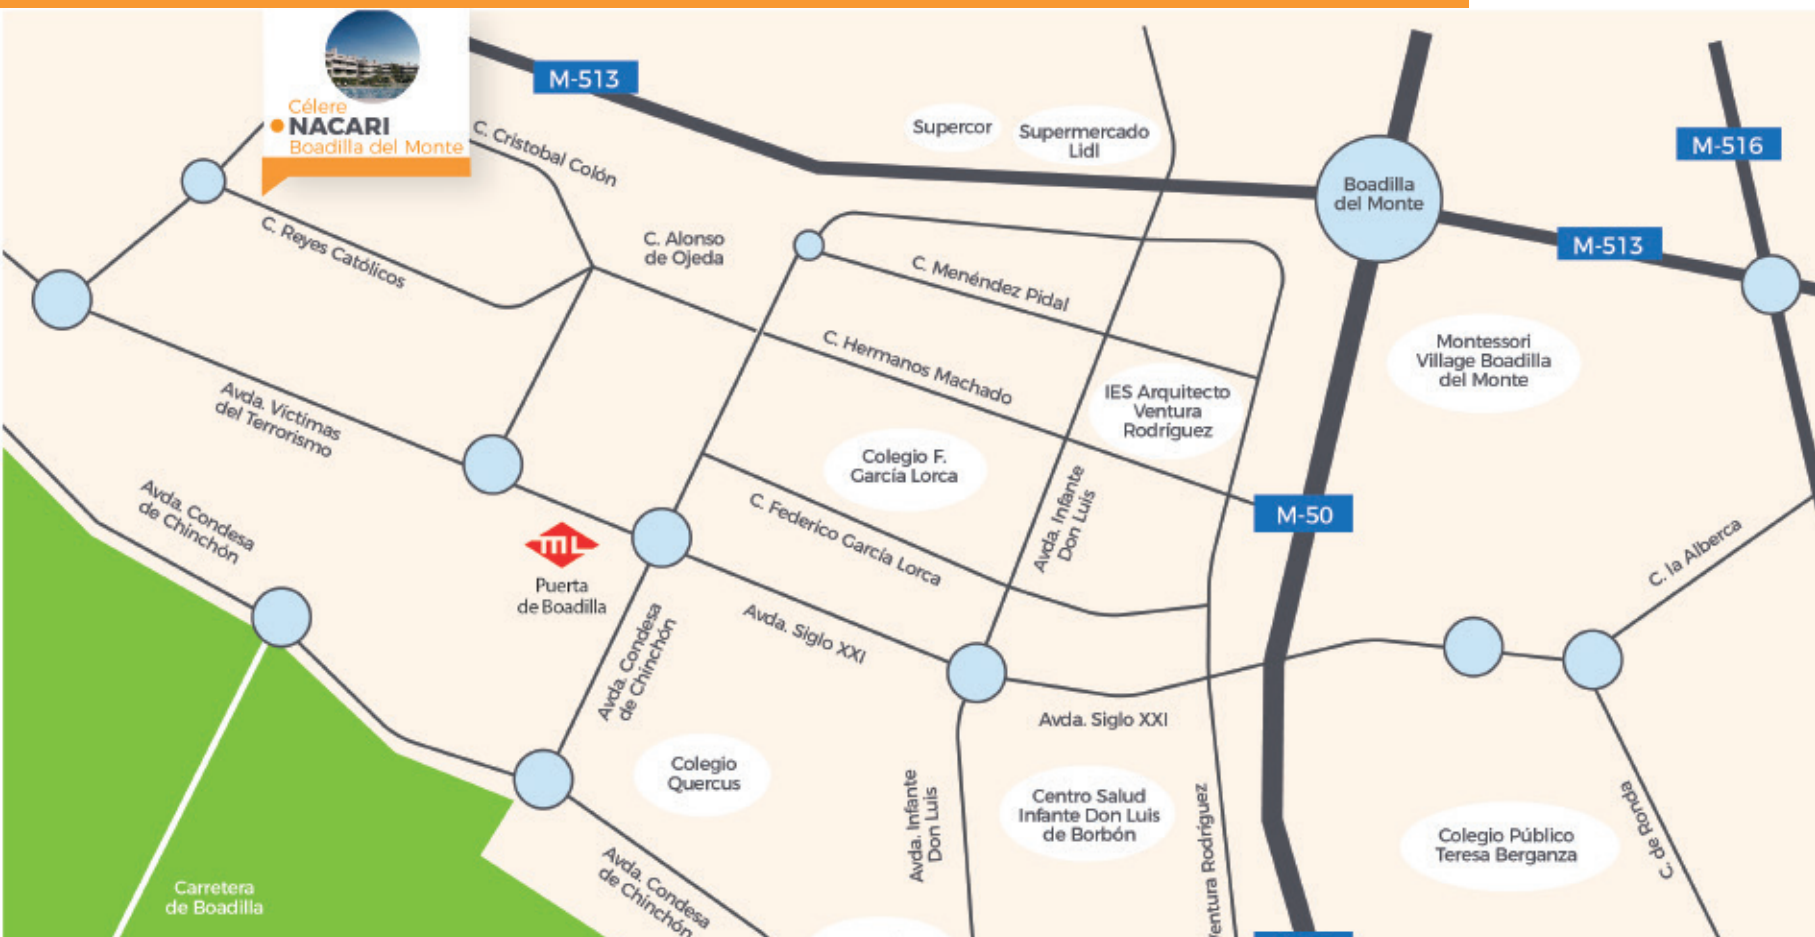 M-513
Célere
NACARI
Boadilla del Monte
C. Cristobal Colón
Supercor
Supermercado
Lidl
M-516
Boadilla
del Monte
M-513
C. Reyes Católicos
C. Alonso
de Ojeda
C. Menéndez Pidal
C. Hermanos Machado
Montessori
Village Boadilla
del Monte
IES Arquitecto
Ventura
Rodríguez
Avda. Víctimas
del Terrorismo
Colegio F.
García Lorca
Avda. Condesa
de Chinchón
C. Federico García Lorca
Avda. Infante
Don Luis
M-50
C. la Alberca
ML
Puerta
de Boadilla
Avda. Condesa
de Chinchón
Avda. Siglo XXI
Avda. Siglo XXI
Colegio
Quercus
Avda. Infante
Don Luis
Centro Salud
Infante Don Luis
de Borbón
Ventura Rodríguez
Colegio Público
Teresa Berganza
C. de Ronda
Carretera
de Boadilla
Avda. Condesa
de Chinchón